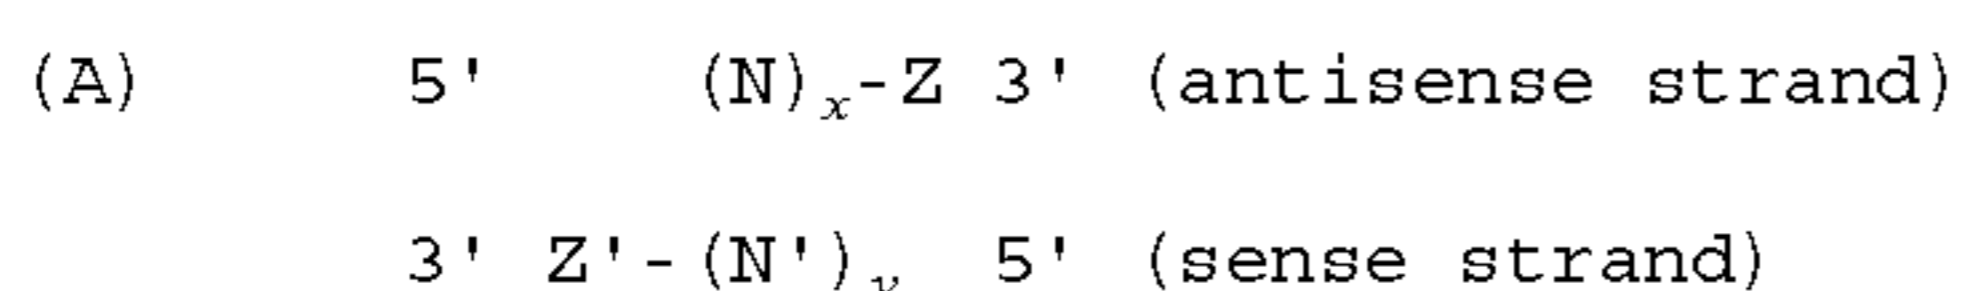 (A) 5' (N)x-Z 3' (antisense strand)
3' Z'-(N')y 5' (sense strand)